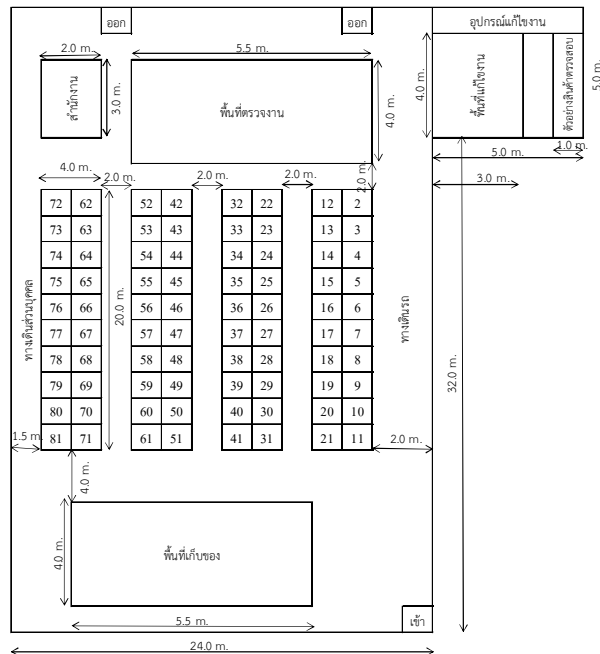 ออก ออก อุปกรณ์แก้ไขงาน
2.0 m. 5.5 m.
สำนักงาน 3.0 m. พื้นที่ตรวจงาน 4.0 m. 4.0 m. พื้นที่แก้ไขงาน ตัวอย่างสินค้าตรวจสอบ 5.0 m.
1.0 m.
5.0 m.
4.0 m. 2.0 m. 2.0 m. 2.0 m. 2.0 m. 3.0 m.
72 62 52 42 32 22 12 2
73 63 53 43 33 23 13 3
74 64 54 44 34 24 14 4
75 65 55 45 35 25 15 5
76 66 56 46 36 26 16 6
77 67 57 47 37 27 17 7
78 68 58 48 38 28 18 8
79 69 59 49 39 29 19 9
80 70 60 50 40 30 20 10
81 71 61 51 41 31 21 11
ทางเดินส่วนบุคคล
20.0 m.
ทางเดินรถ
32.0 m.
1.5 m. 2.0 m.
4.0 m.
4.0 m. พื้นที่เก็บของ
5.5 m. เข้า
24.0 m.